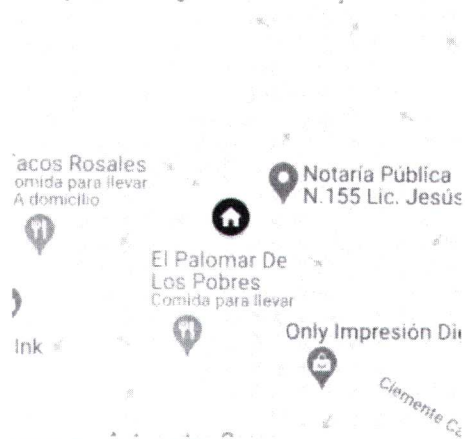 acos Rosales
omida para llevar
A domicilio
Notaría Pública
N.155 Lic. Jesús
El Palomar De
Los Pobres
Comida para llevar
Ink
Only Impresión Di
Clemente